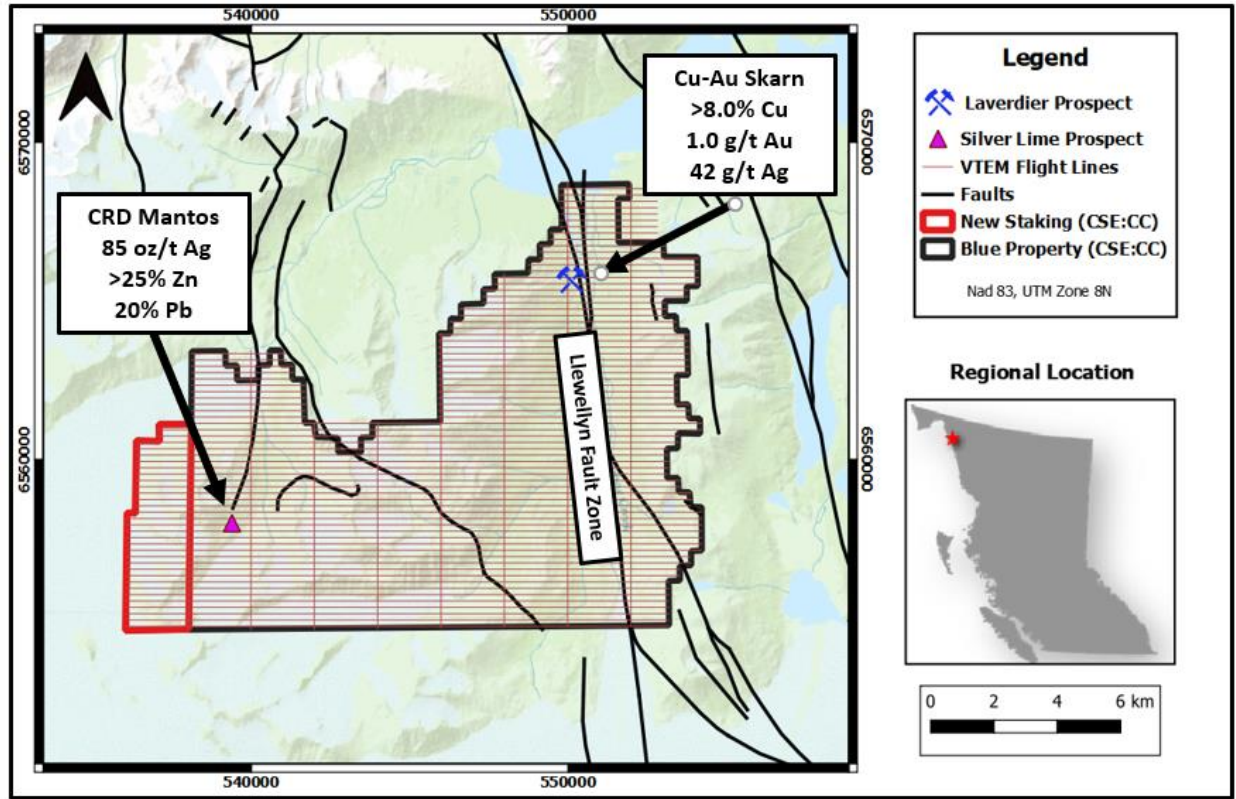 540000
550000
Cu-Au Skarn
>8.0% Cu
1.0 g/t Au
42 g/t Ag
6570000
6570000
CRD Mantos
85 oz/t Ag
>25% Zn
20% Pb
Llewellyn Fault Zone
6560000
6560000
540000
550000
Legend
Laverdier Prospect
Silver Lime Prospect
VTEM Flight Lines
Faults
New Staking (CSE:CC)
Blue Property (CSE:CC)
Nad 83, UTM Zone 8N
Regional Location
0 2 4 6 km